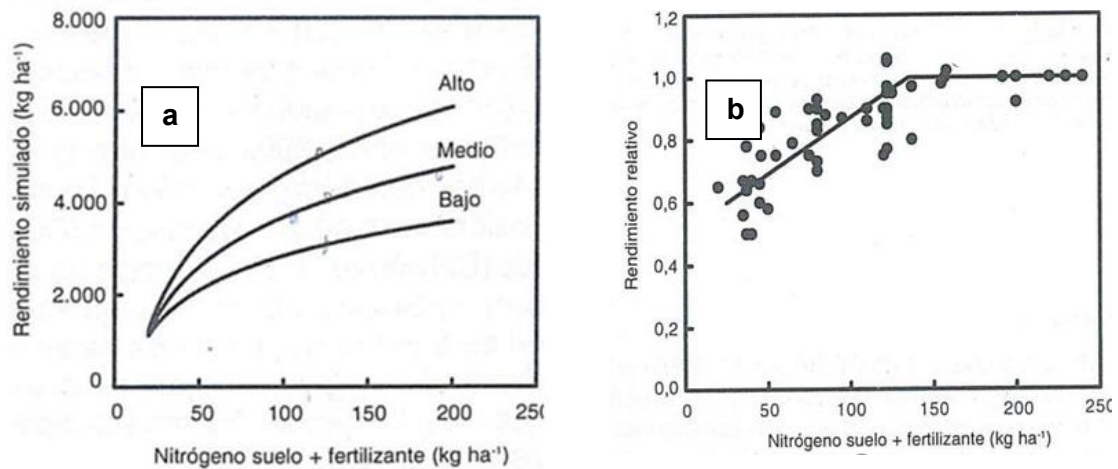 Rendimiento simulado (kg ha⁻¹)
8.000
6.000
4.000
2.000
0
a
Alto
Medio
Bajo
0 50 100 150 200 250
Nitrógeno suelo + fertilizante (kg ha⁻¹)
Rendimiento relativo
1,2
1,0
0,8
0,6
0,4
0,2
0,0
b
0 50 100 150 200 250
Nitrógeno suelo + fertilizante (kg ha⁻¹)